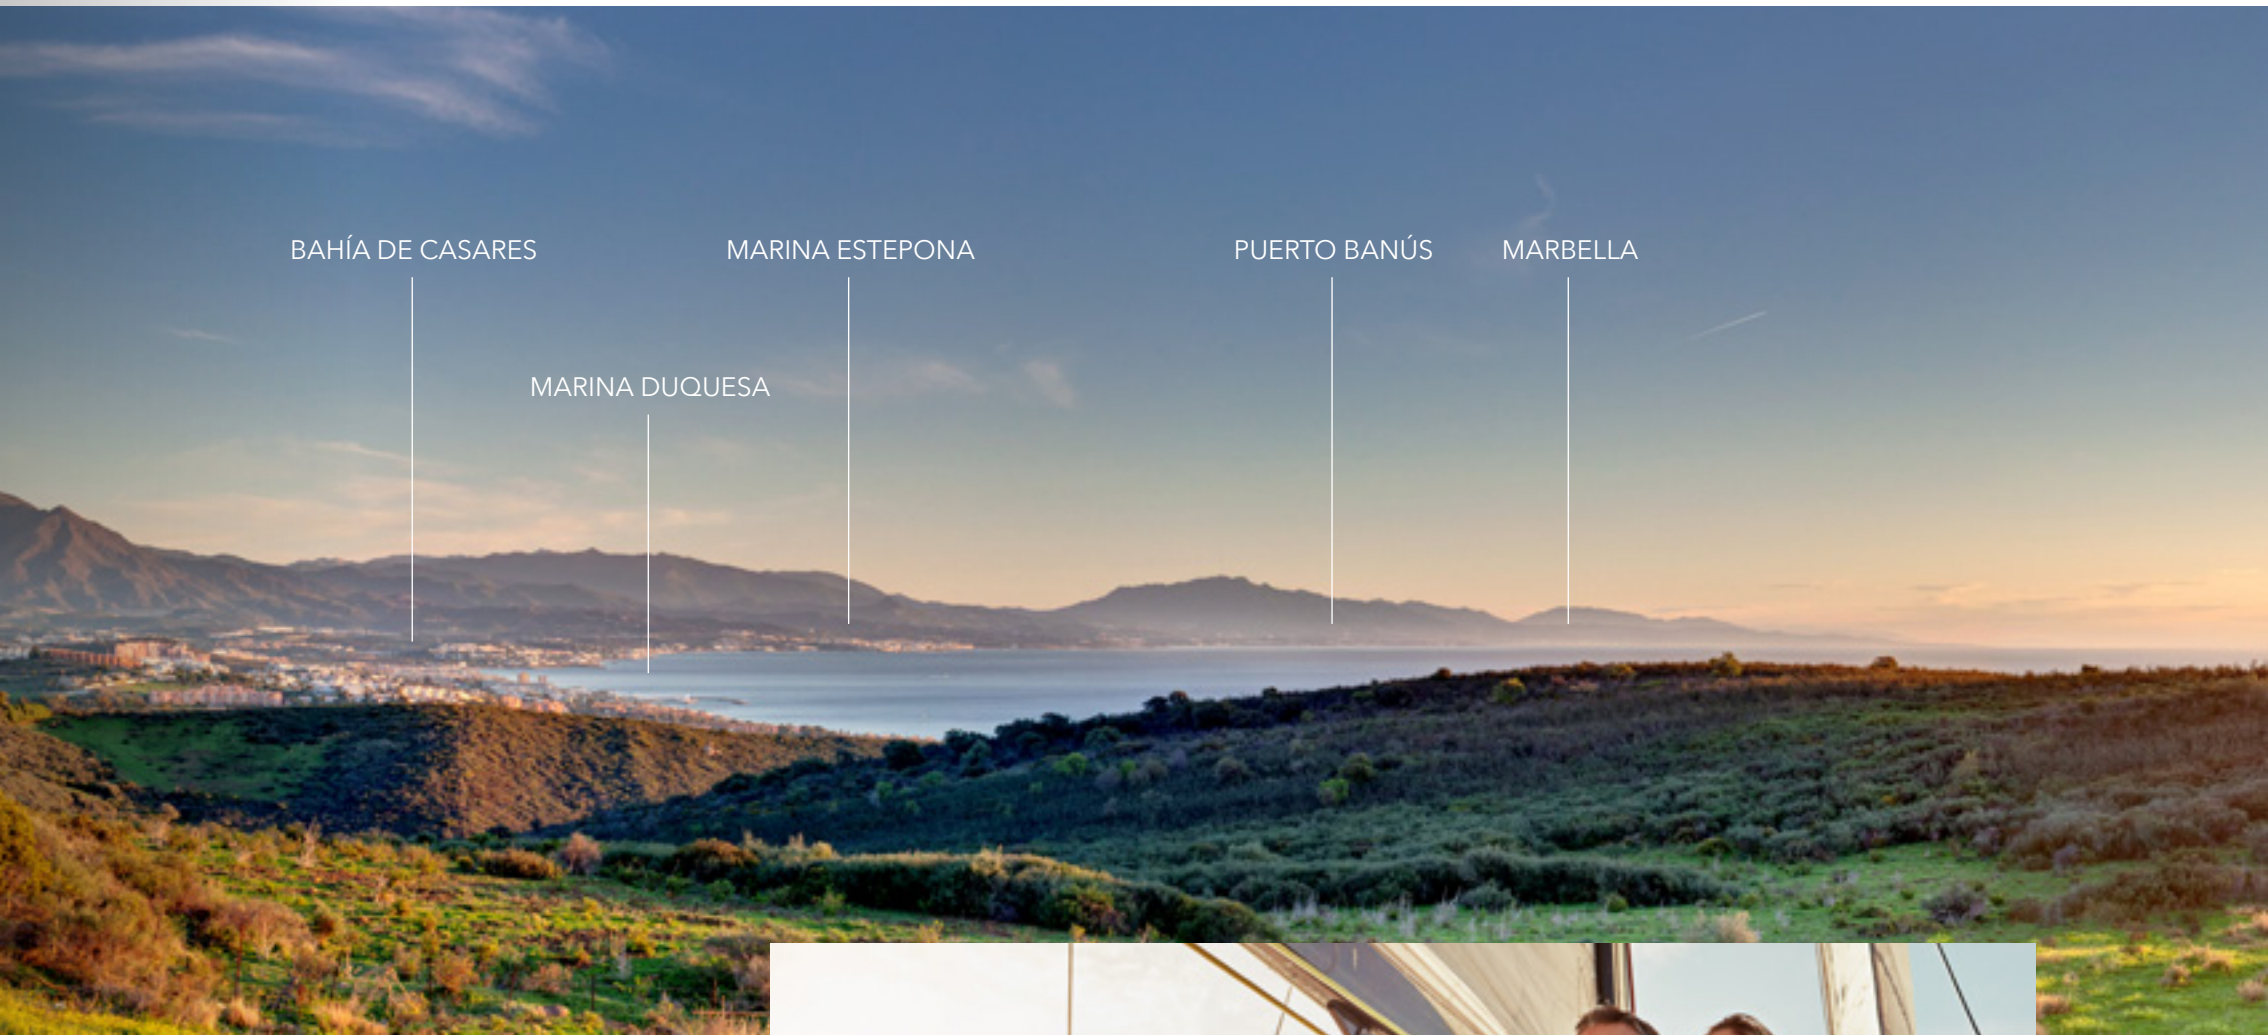 BAHÍA DE CASARES
MARINA ESTEPONA
PUERTO BANÚS
MARBELLA
MARINA DUQUESA